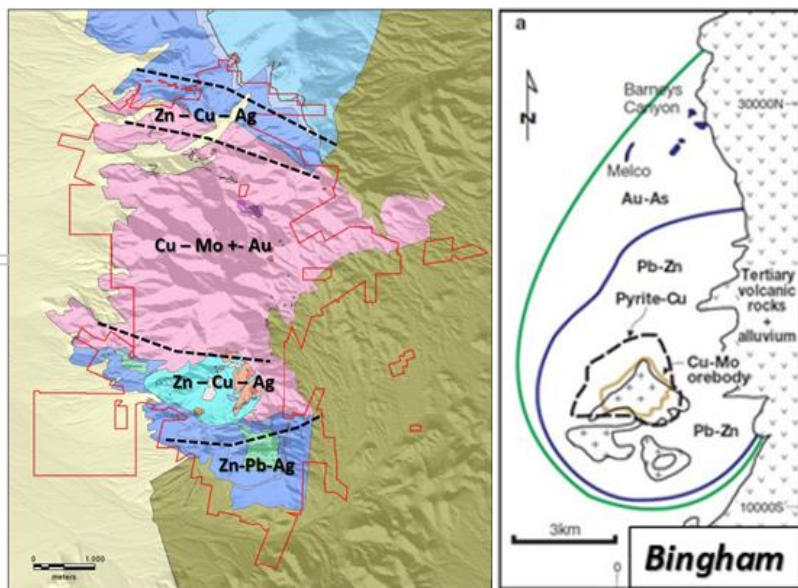 Zn – Cu – Ag
Cu – Mo +- Au
Zn – Cu – Ag
Zn-Pb-Ag
0 1.000
meters
a
N
Barneys
Canyon
30000N
Melco
Au-As
Pb-Zn
Pyrite-Cu
Tertiary
volcanic
rocks
+
alluvium
Cu-Mo
orebody
Pb-Zn
10000S
3km
Bingham